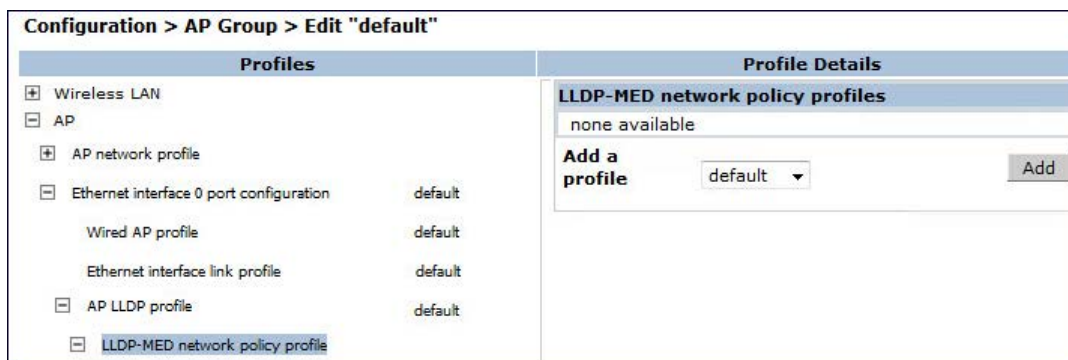 Configuration > AP Group > Edit "default"
Profiles
Wireless LAN
AP
AP network profile
Ethernet interface 0 port configuration default
Wired AP profile default
Ethernet interface link profile default
AP LLDP profile default
LLDP-MED network policy profile
Profile Details
LLDP-MED network policy profiles
none available
Add a
profile default Add